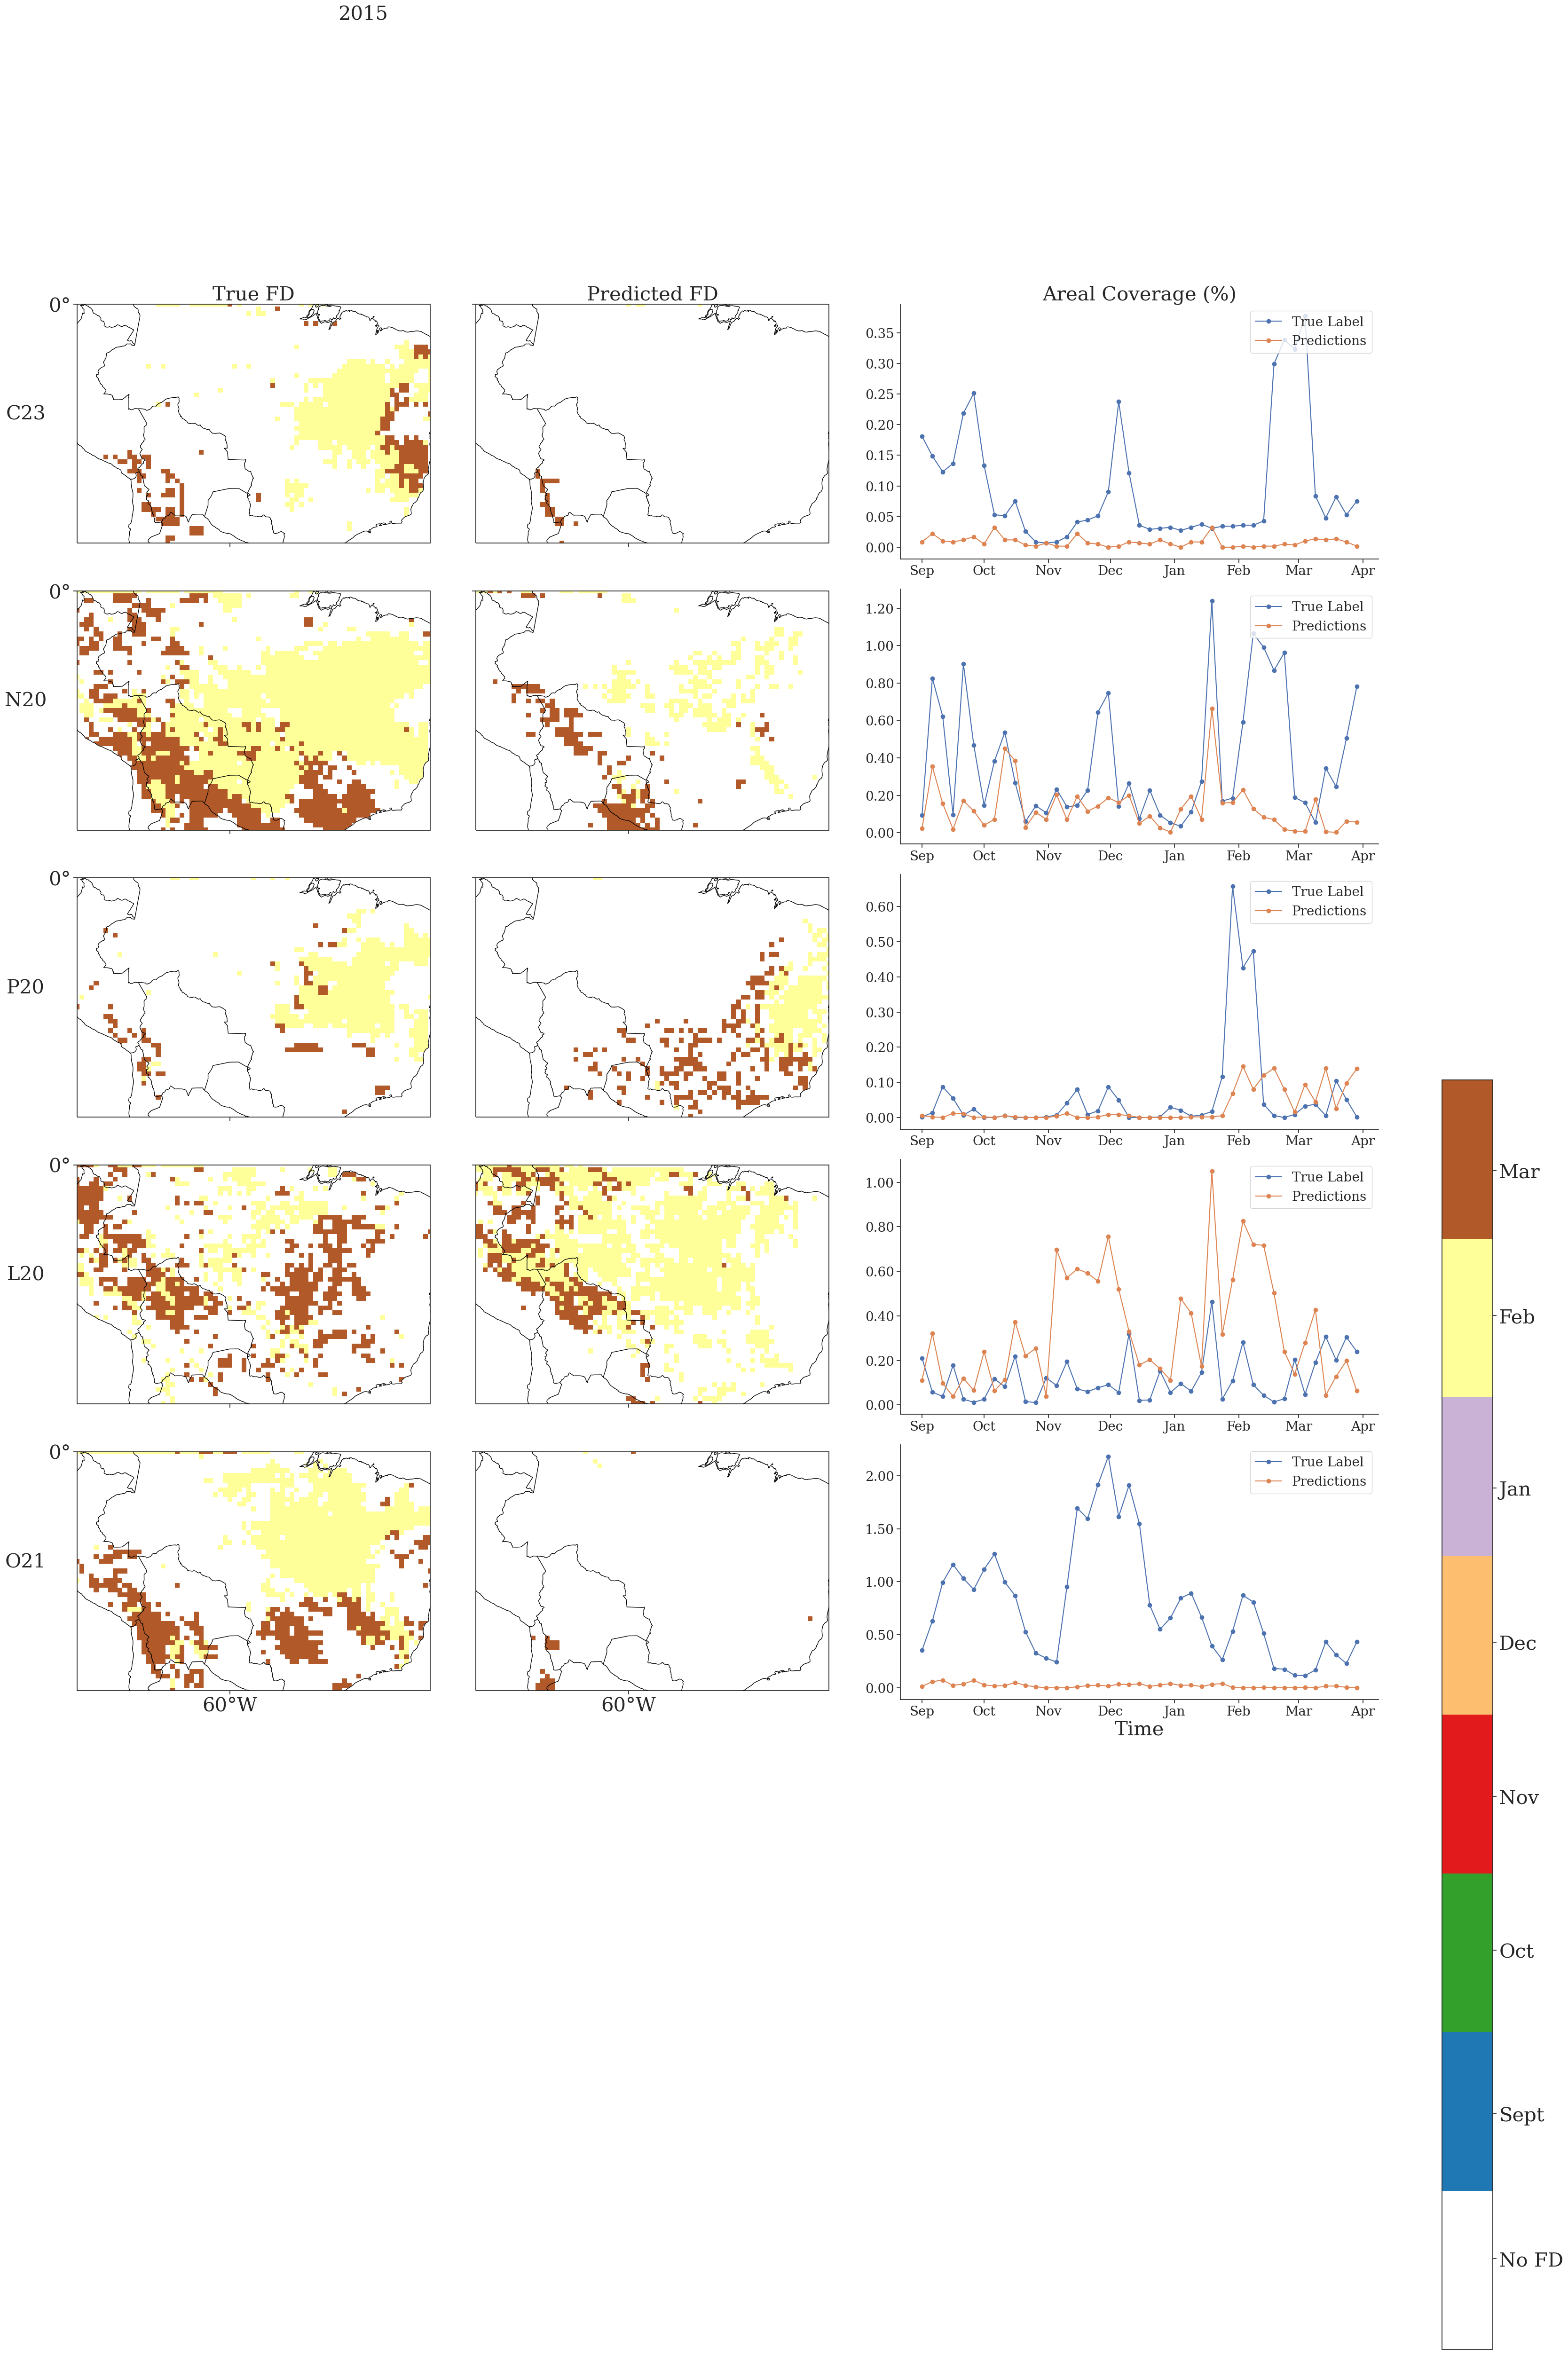 2015
True FD
Predicted FD
Areal Coverage (%)
0°
C23
0.35
0.30
0.25
0.20
0.15
0.10
0.05
0.00
True Label
Predictions
Sep Oct Nov Dec Jan Feb Mar Apr
0°
N20
1.20
1.00
0.80
0.60
0.40
0.20
0.00
True Label
Predictions
Sep Oct Nov Dec Jan Feb Mar Apr
0°
P20
0.60
0.50
0.40
0.30
0.20
0.10
0.00
True Label
Predictions
Sep Oct Nov Dec Jan Feb Mar Apr
0°
L20
1.00
0.80
0.60
0.40
0.20
0.00
True Label
Predictions
Sep Oct Nov Dec Jan Feb Mar Apr
0°
O21
60°W
60°W
2.00
1.50
1.00
0.50
0.00
True Label
Predictions
Sep Oct Nov Dec Jan Feb Mar Apr
Time
Mar
Feb
Jan
Dec
Nov
Oct
Sept
No FD